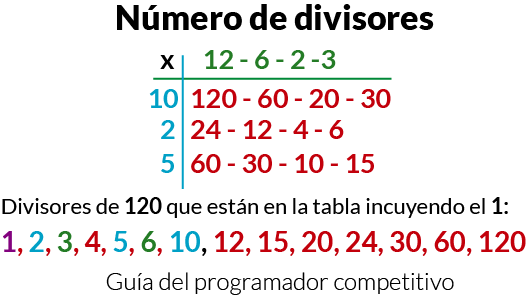 Número de divisores
x 12 - 6 - 2 -3
10 120 - 60 - 20 - 30
2 24 - 12 - 4 - 6
5 60 - 30 - 10 - 15
Divisores de 120 que están en la tabla incuyendo el 1:
1, 2, 3, 4, 5, 6, 10, 12, 15, 20, 24, 30, 60, 120
Guía del programador competitivo